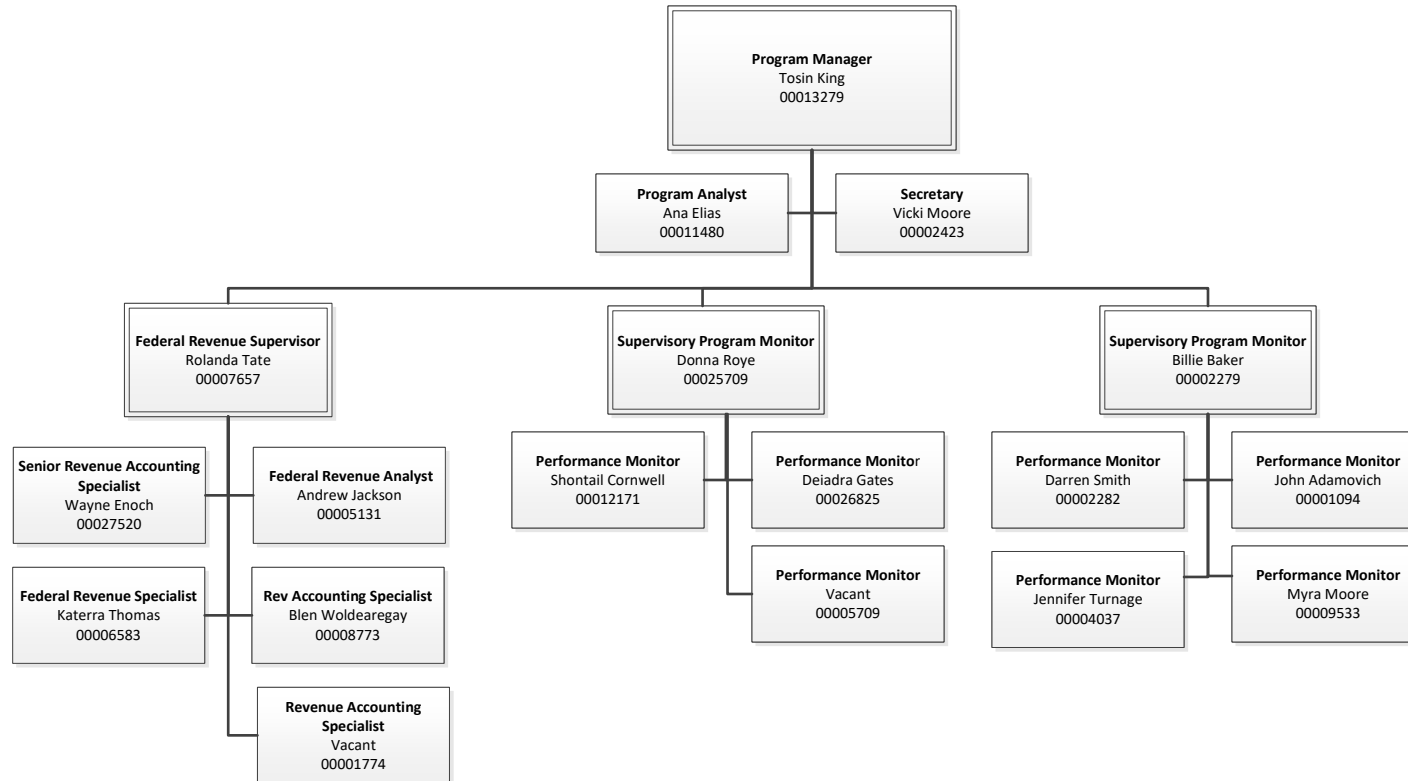 Program Manager
Tosin King
00013279
Program Analyst
Ana Elias
00011480
Secretary
Vicki Moore
00002423
Federal Revenue Supervisor
Rolanda Tate
00007657
Supervisory Program Monitor
Donna Roye
00025709
Supervisory Program Monitor
Billie Baker
00002279
Senior Revenue Accounting
Specialist
Wayne Enoch
00027520
Federal Revenue Analyst
Andrew Jackson
00005131
Federal Revenue Specialist
Katerra Thomas
00006583
Rev Accounting Specialist
Blen Woldearegay
00008773
Revenue Accounting
Specialist
Vacant
00001774
Performance Monitor
Shontail Cornwell
00012171
Performance Monitor
Deiadra Gates
00026825
Performance Monitor
Vacant
00005709
Performance Monitor
Darren Smith
00002282
Performance Monitor
John Adamovich
00001094
Performance Monitor
Jennifer Turnage
00004037
Performance Monitor
Myra Moore
00009533